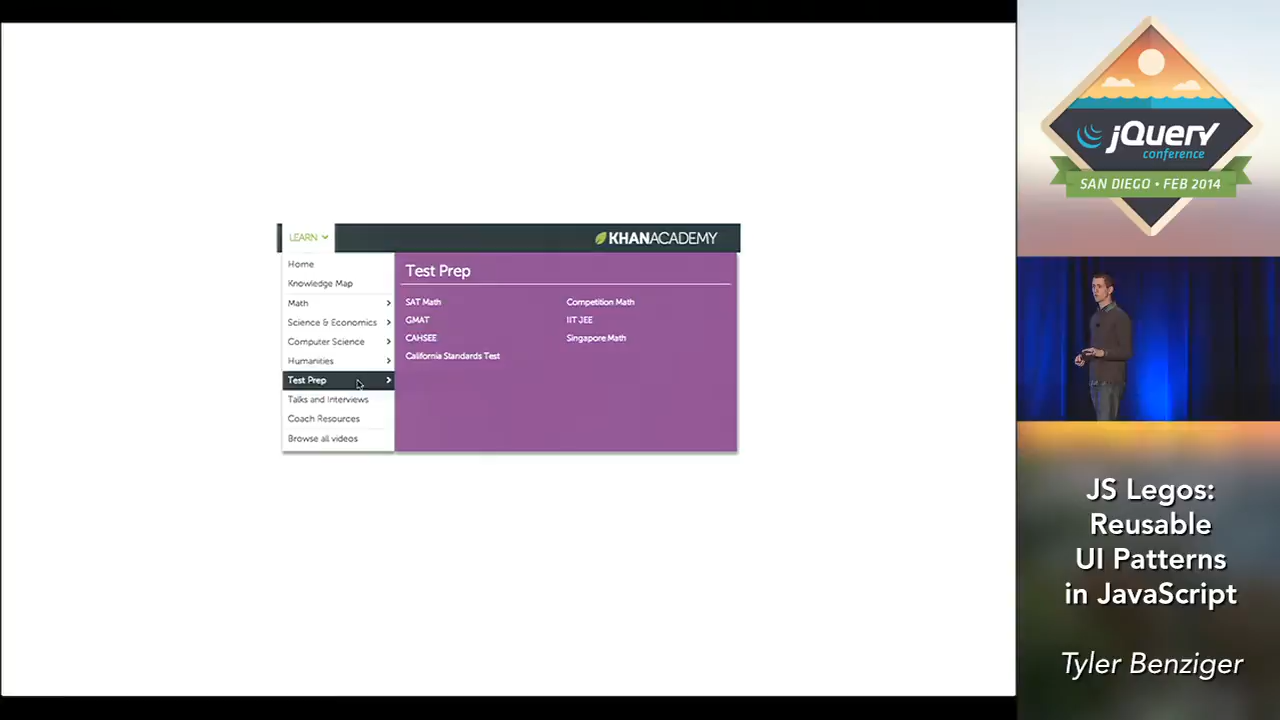 LEARN
KHANACADEMY
Home
Knowledge Map
Math
Science & Economics
Computer Science
Humanities
Test Prep
Talks and Interviews
Coach Resources
Browse all videos
Test Prep
SAT Math
GMAT
CAHSEE
California Standards Test
Competition Math
IIT JEE
Singapore Math
jQuery
conference
SAN DIEGO • FEB 2014
JS Legos:
Reusable
UI Patterns
in JavaScript
Tyler Benziger